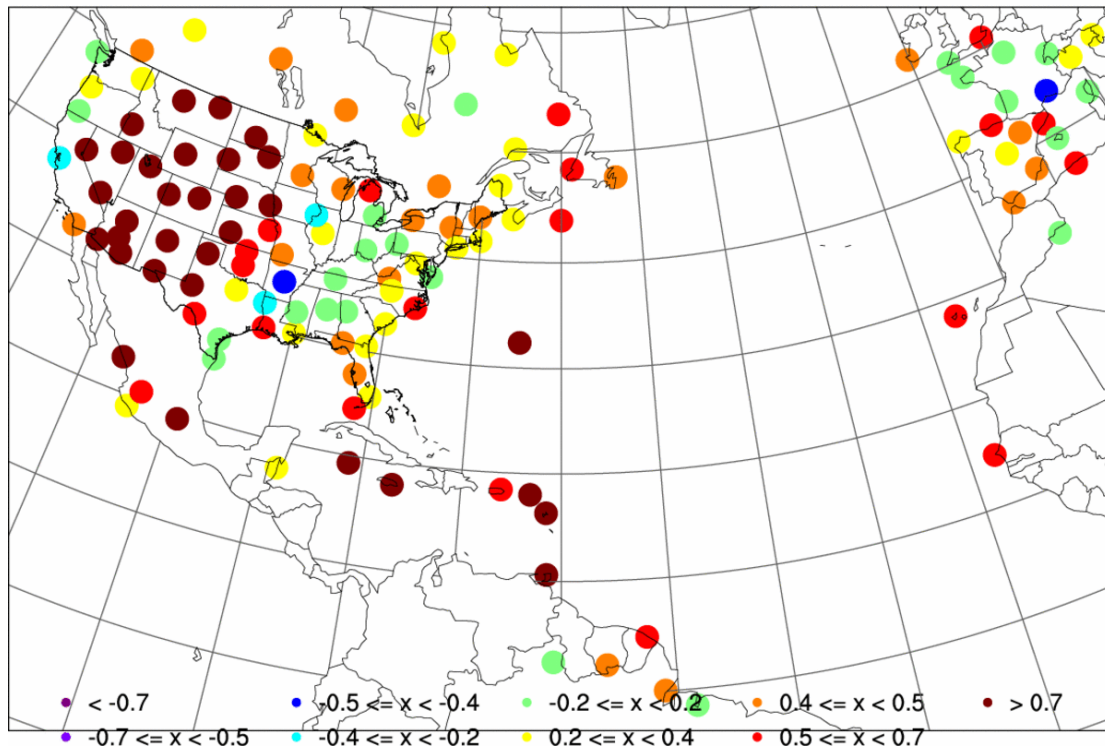 < -0.7 -0.5 <= x < -0.4 -0.2 <= x < 0.2 0.4 <= x < 0.5 > 0.7
-0.7 <= x < -0.5 -0.4 <= x < -0.2 0.2 <= x < 0.4 0.5 <= x < 0.7